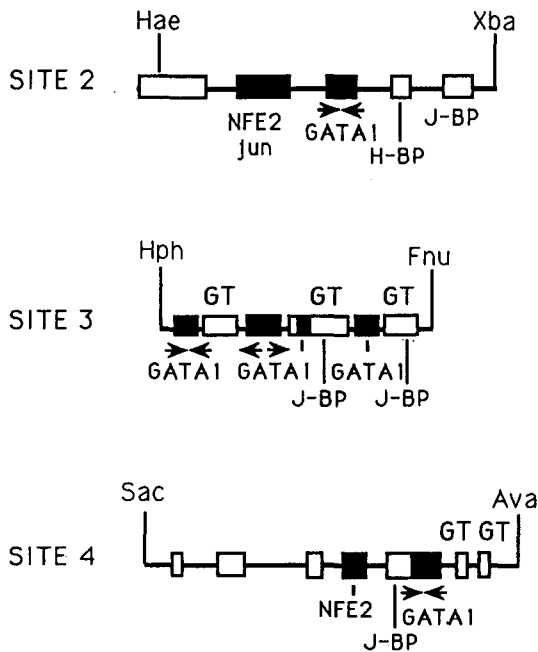 Hae Xba
SITE 2
NFE2 GATA1 J-BP
jun H-BP
Hph Fnu
GT GT GT
SITE 3
GATA1 GATA1 GATA1
J-BP J-BP
Sac Ava
GT GT
SITE 4
NFE2 GATA1
J-BP